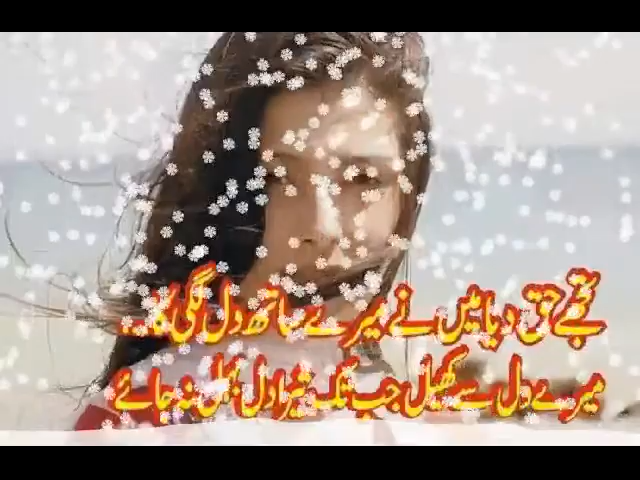 تجھے حق دیا میں نے میرے ساتھ دل لگی کا...
میرے دل سے کھیل جب تک تیرا دل بہل نہ جائے